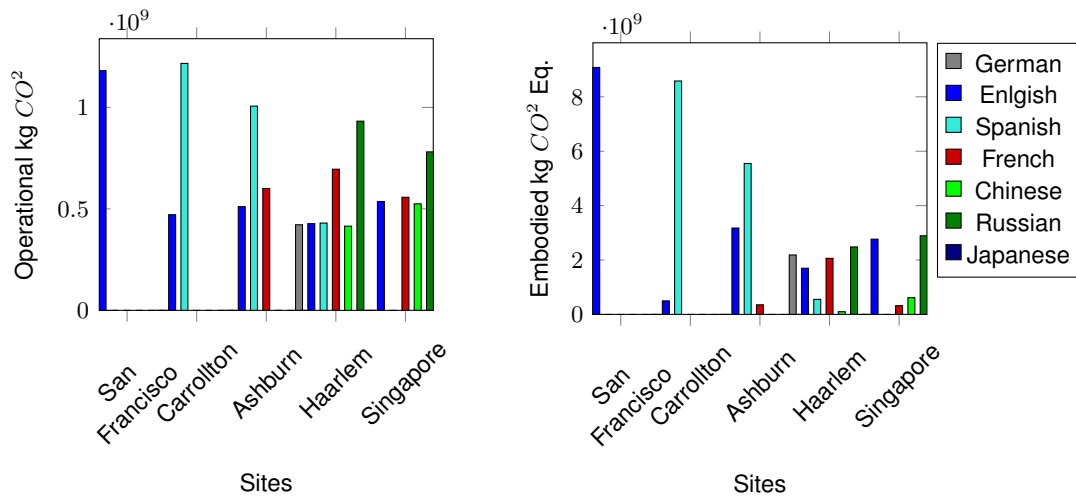 ·10⁹
1
0.5
0
Operational kg CO²
San
Francisco
Carrollton
Ashburn
Haarlem
Singapore
Sites
·10⁹
8
6
4
2
0
Embodied kg CO² Eq.
San
Francisco
Carrollton
Ashburn
Haarlem
Singapore
Sites
German
Enlgish
Spanish
French
Chinese
Russian
Japanese